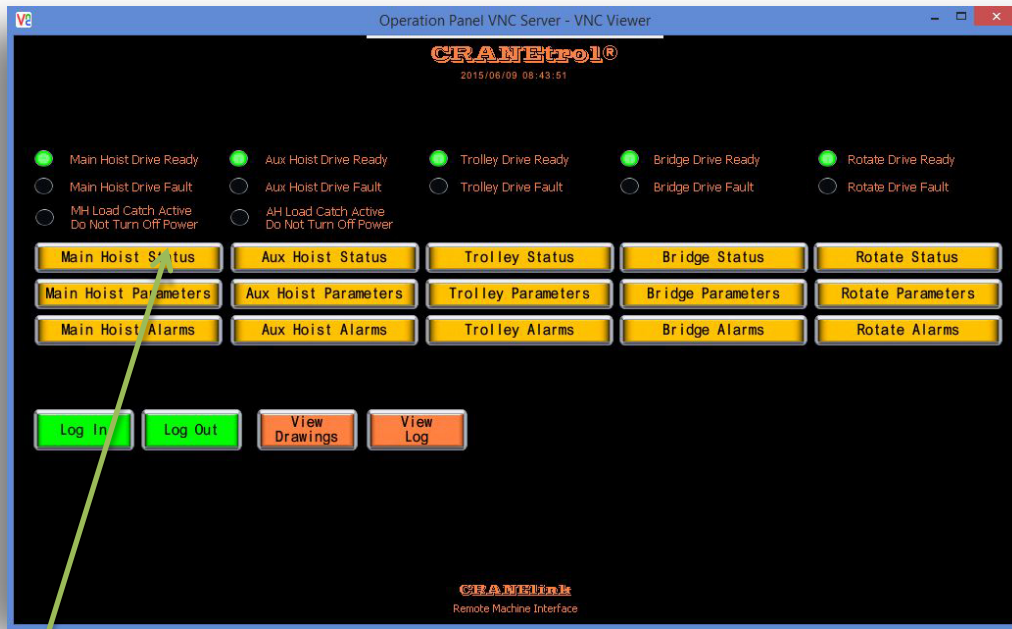 Operation Panel VNC Server - VNC Viewer
CRANEtrol®
2015/06/09 08:43:51
Main Hoist Drive Ready Aux Hoist Drive Ready Trolley Drive Ready Bridge Drive Ready Rotate Drive Ready
Main Hoist Drive Fault Aux Hoist Drive Fault Trolley Drive Fault Bridge Drive Fault Rotate Drive Fault
MH Load Catch Active AH Load Catch Active
Do Not Turn Off Power Do Not Turn Off Power
Main Hoist Status Aux Hoist Status Trolley Status Bridge Status Rotate Status
Main Hoist Parameters Aux Hoist Parameters Trolley Parameters Bridge Parameters Rotate Parameters
Main Hoist Alarms Aux Hoist Alarms Trolley Alarms Bridge Alarms Rotate Alarms
Log In Log Out View Drawings View Log
CRANElink
Remote Machine Interface